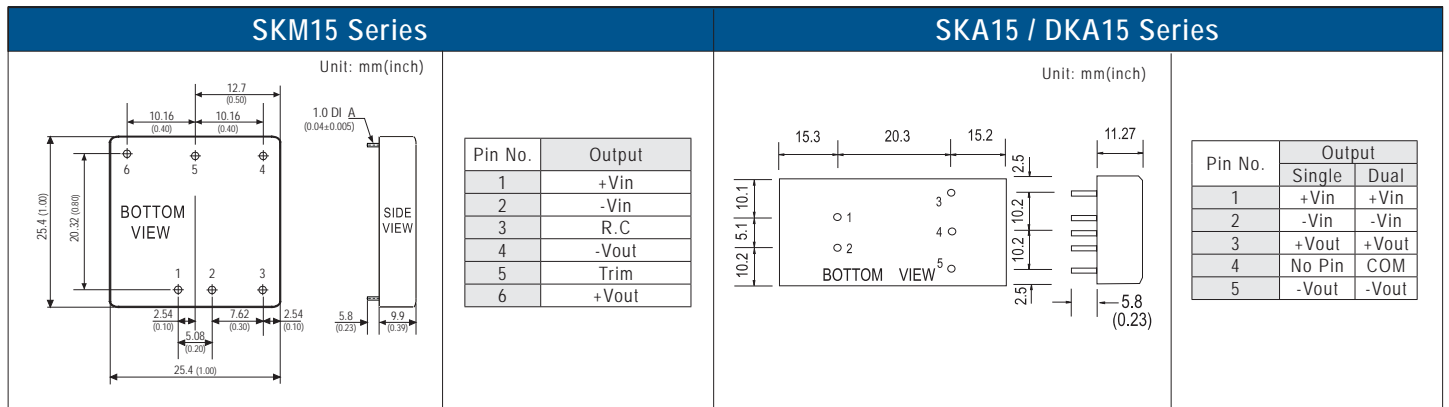 SKM15 Series
Unit: mm(inch)
12.7
(0.50)
10.16
(0.40)
10.16
(0.40)
1.0 DI A
(0.04±0.005)
6
5
4
25.4 (1.00)
20.32 (0.80)
BOTTOM
VIEW
SIDE
VIEW
1
2
3
2.54
(0.10)
7.62
(0.30)
2.54
(0.10)
5.08
(0.20)
25.4 (1.00)
5.8
(0.23)
9.9
(0.39)
Pin No. Output
1 +Vin
2 -Vin
3 R.C
4 -Vout
5 Trim
6 +Vout
SKA15 / DKA15 Series
Unit: mm(inch)
15.3
20.3
15.2
11.27
10.1
5.1
10.2
1
2
3
4
5
BOTTOM VIEW
2.5
10.2
10.2
2.5
5.8
(0.23)
Pin No. Output
Single Dual
1 +Vin +Vin
2 -Vin -Vin
3 +Vout +Vout
4 No Pin COM
5 -Vout -Vout